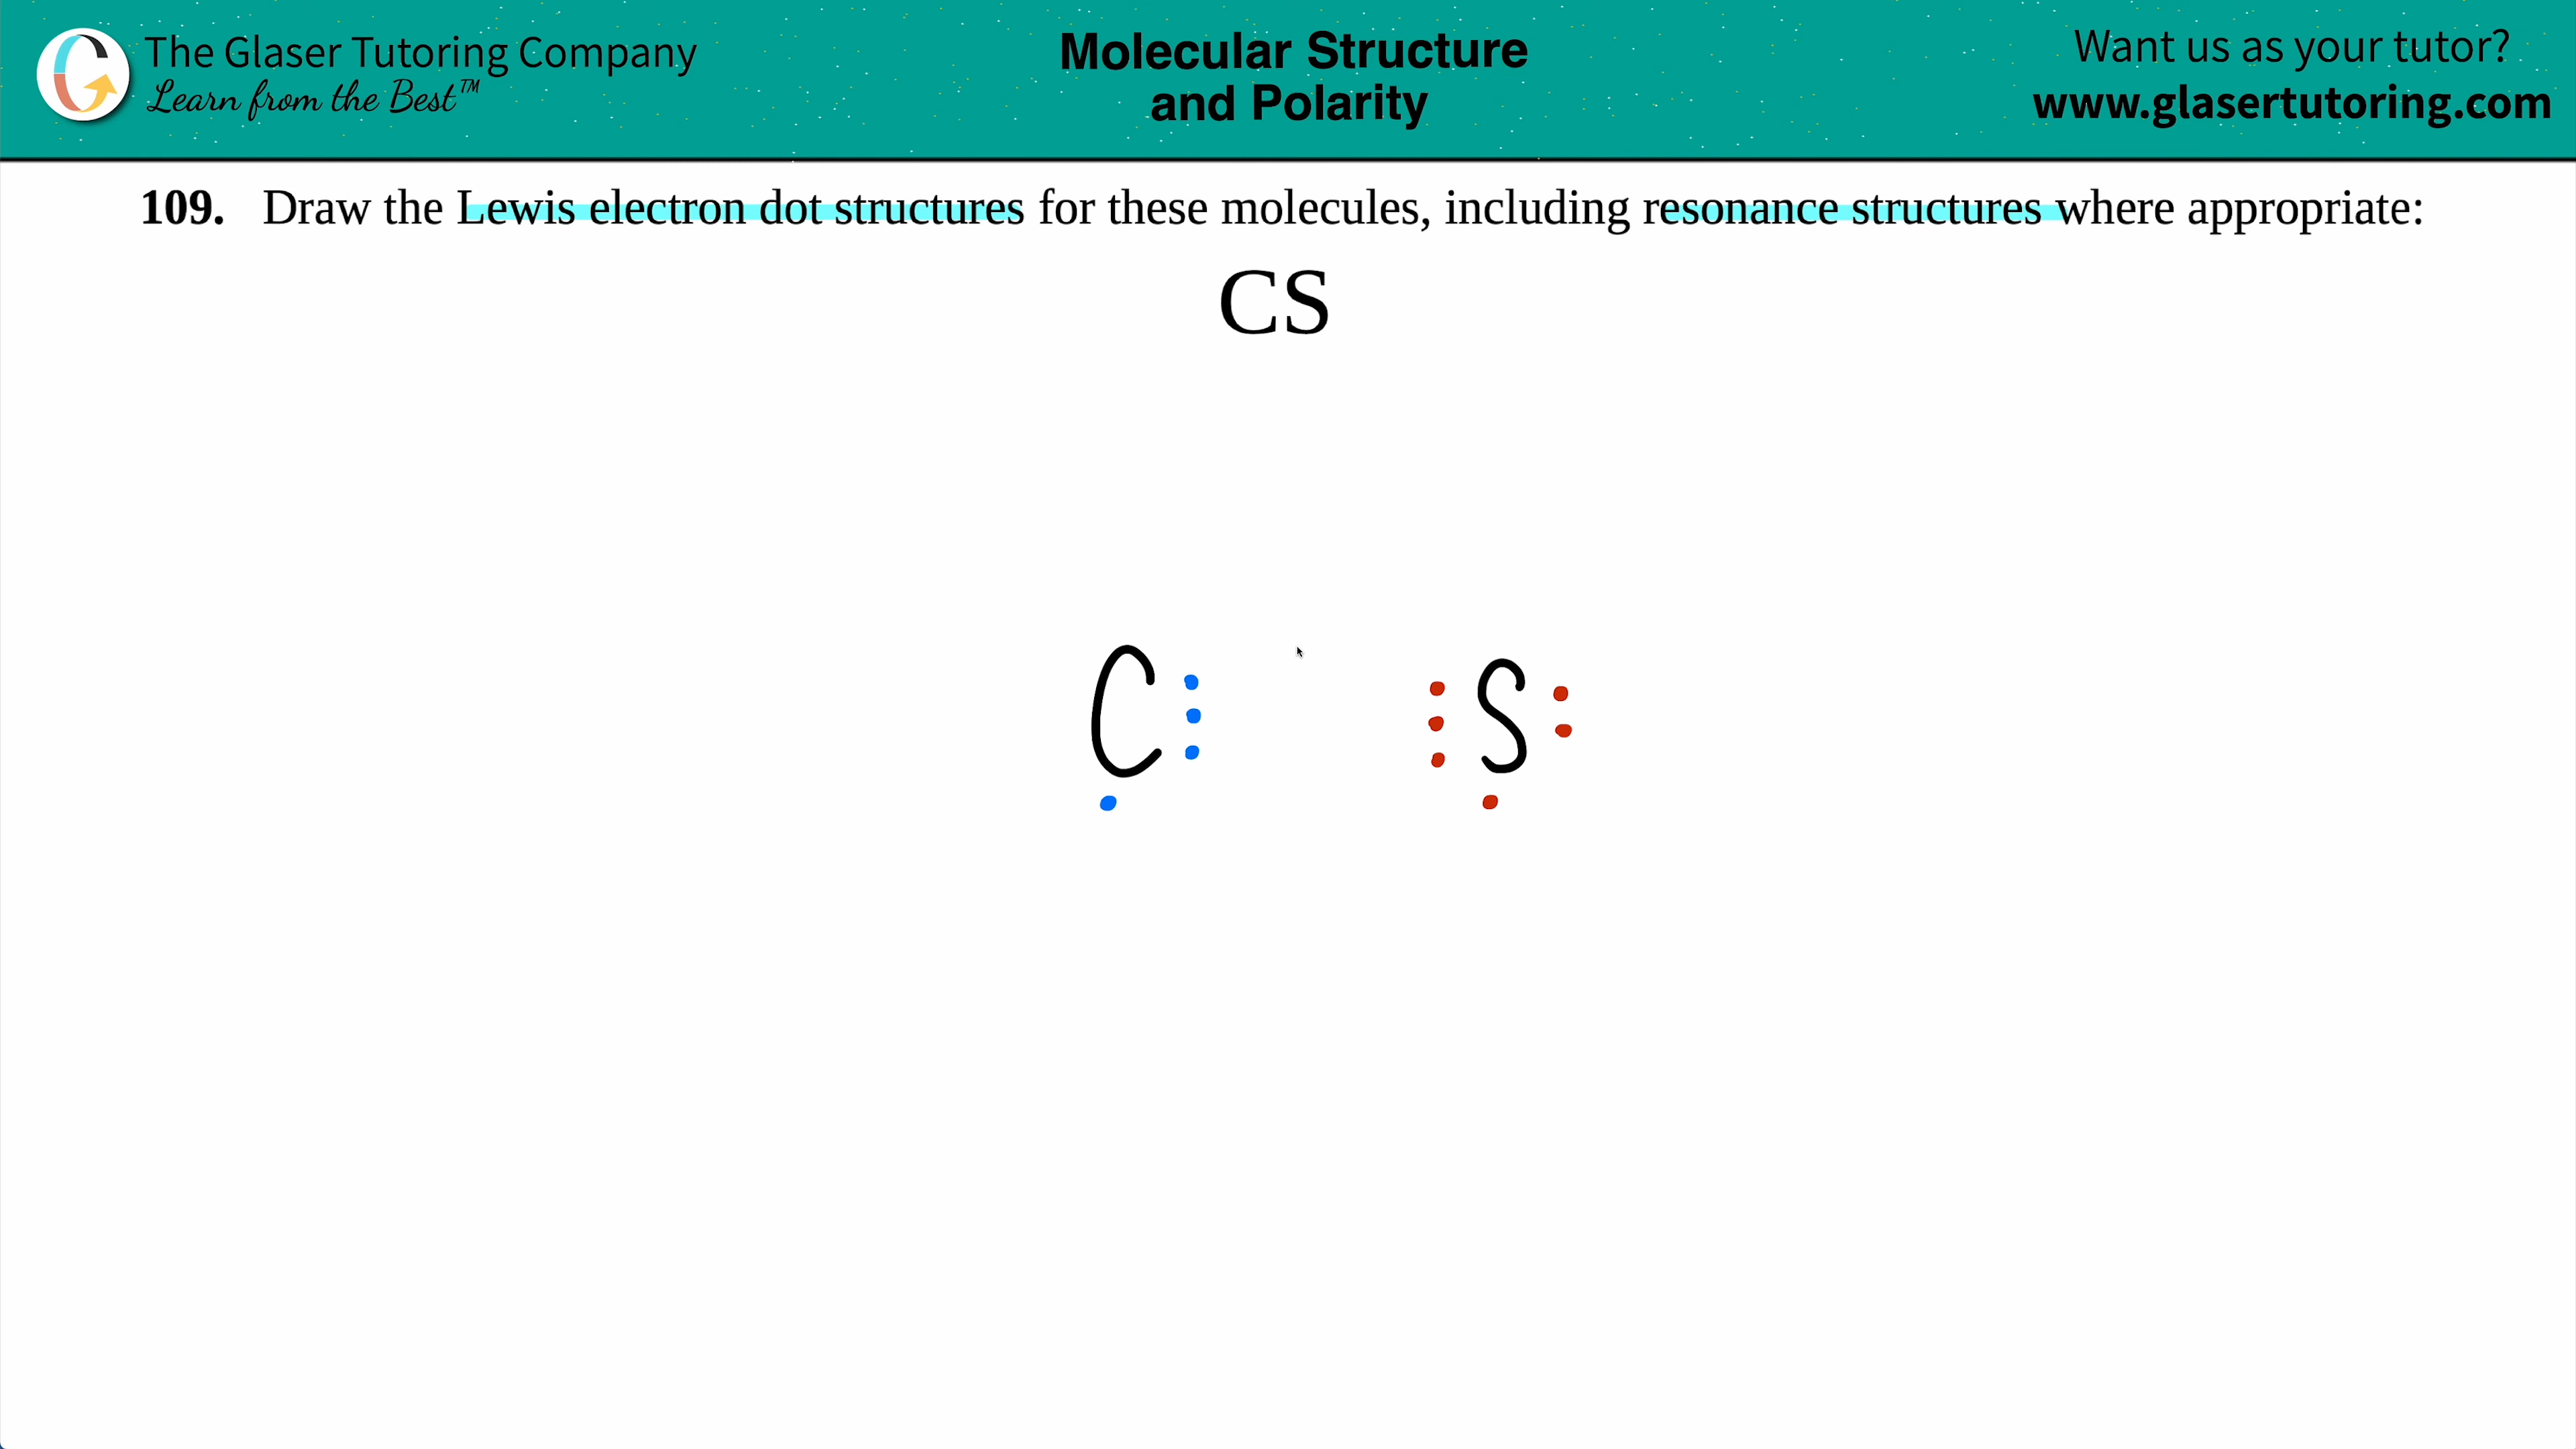 The Glaser Tutoring Company
Learn from the Best™
Molecular Structure
and Polarity
Want us as your tutor?
www.glasertutoring.com
109. Draw the Lewis electron dot structures for these molecules, including resonance structures where appropriate:
CS
C S